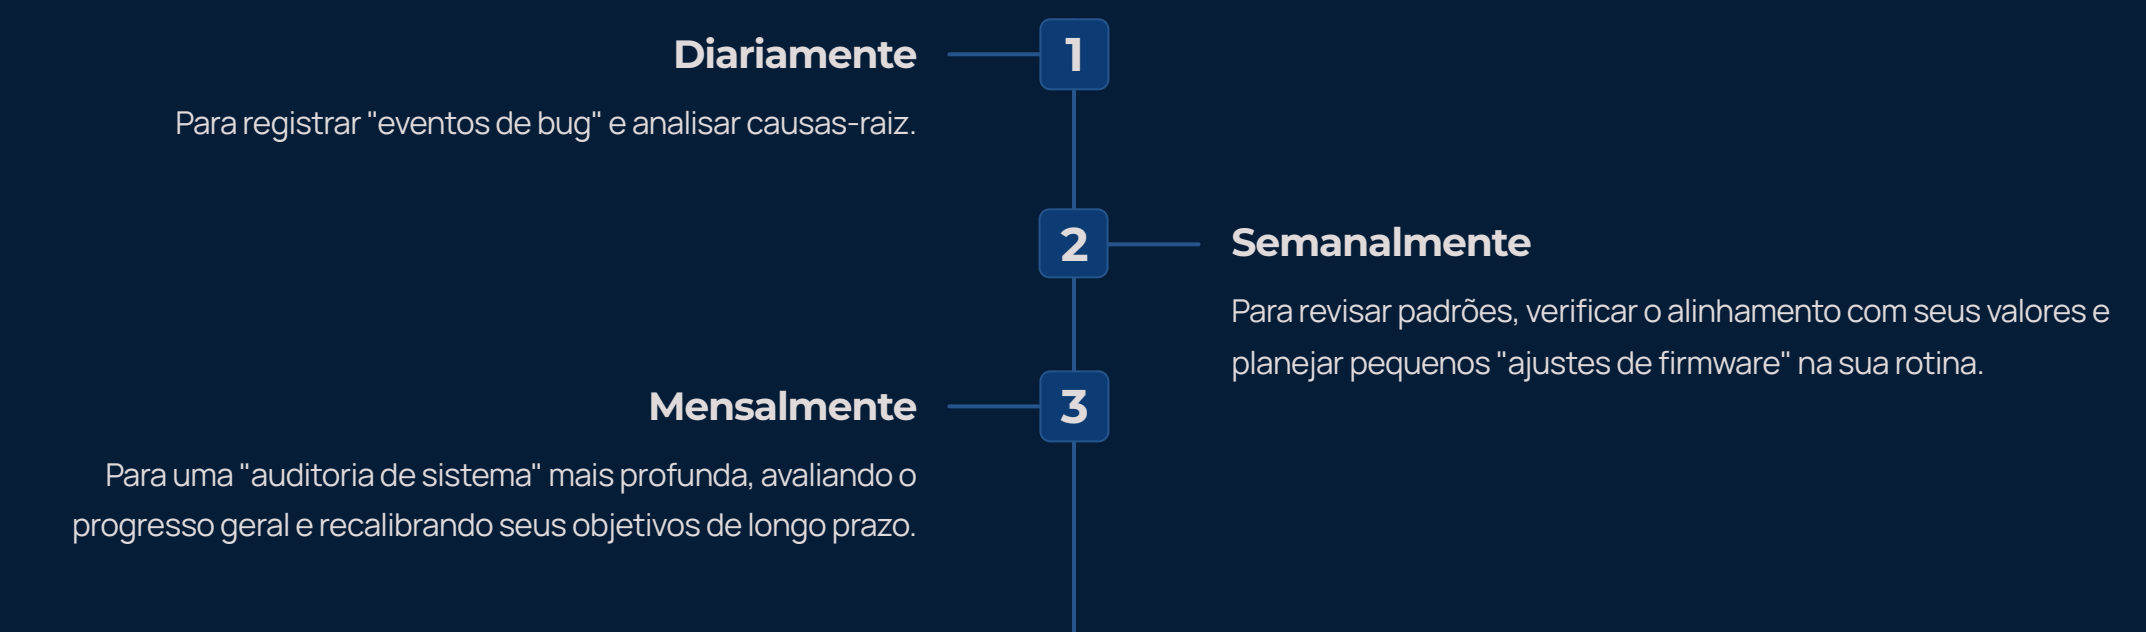 1
Diariamente
Para registrar "eventos de bug" e analisar causas-raiz.
2
Semanalmente
Para revisar padrões, verificar o alinhamento com seus valores e
planejar pequenos "ajustes de firmware" na sua rotina.
3
Mensalmente
Para uma "auditoria de sistema" mais profunda, avaliando o
progresso geral e recalibrando seus objetivos de longo prazo.